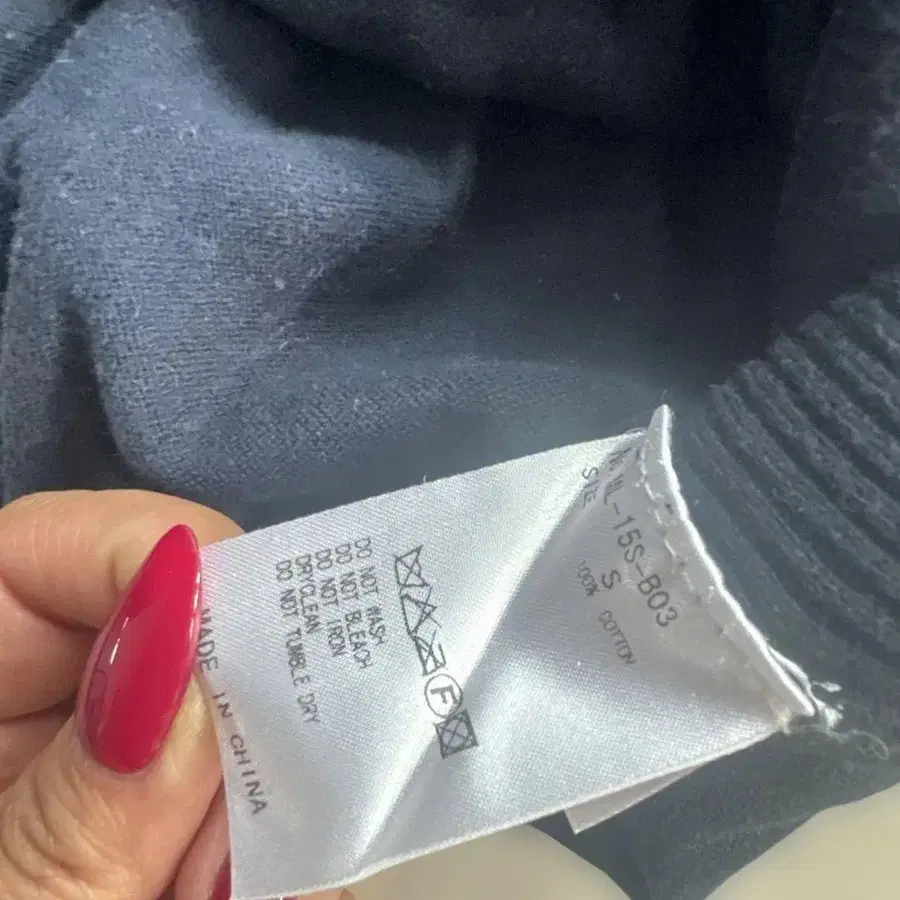 HL-15S-B03
SIZE S
100% COTTON
F
DO NOT WASH
DO NOT BLEACH
DO NOT IRON
DRYCLEAN
DO NOT TUMBLE DRY
MADE IN CHINA